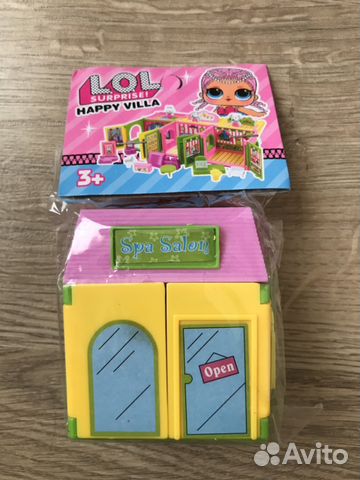 L.O.L
SURPRISE!
HAPPY VILLA
3+
Spa Salon
Open
Avito